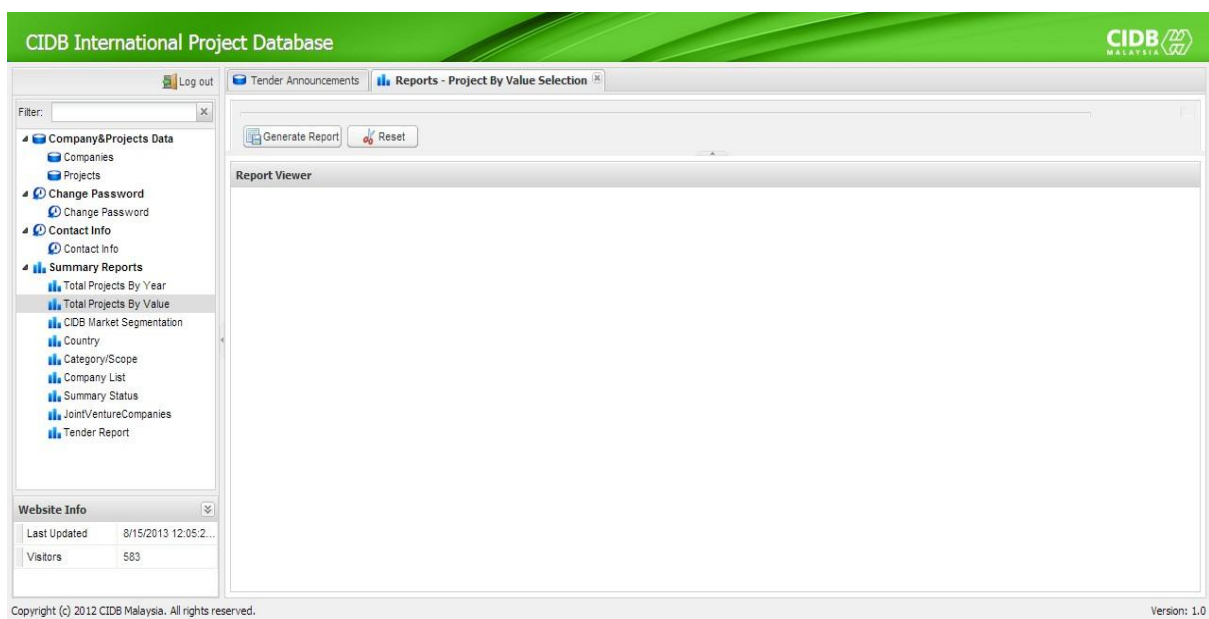 CIDB International Project Database
CIDB
MALAYSIA
Log out
Tender Announcements
Reports - Project By Value Selection
Filter:
Company&Projects Data
Companies
Projects
Change Password
Change Password
Contact Info
Contact Info
Summary Reports
Total Projects By Year
Total Projects By Value
CIDB Market Segmentation
Country
Category/Scope
Company List
Summary Status
JointVentureCompanies
Tender Report
Generate Report
Reset
Report Viewer
Website Info
Last Updated 8/15/2013 12:05:2...
Visitors 583
Copyright (c) 2012 CIDB Malaysia. All rights reserved.
Version: 1.0